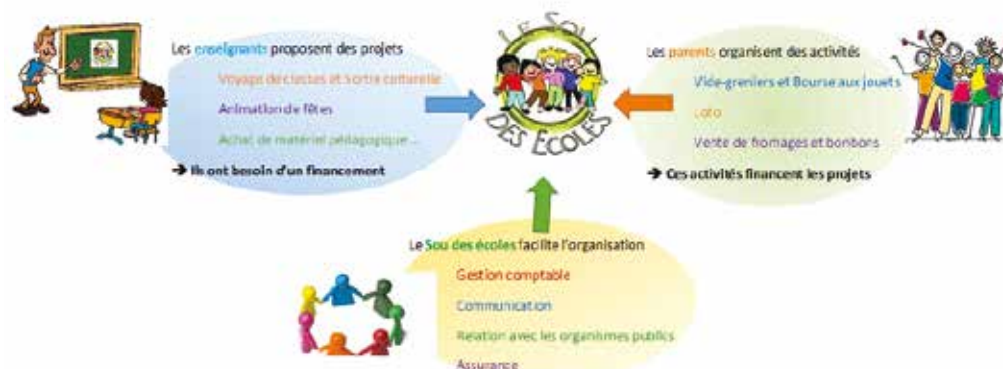 LE SOU
DES ÉCOLES
Les enseignants proposent des projets
Voyage de classes et Sortie culturelle
Animation de fêtes
Achat de matériel pédagogique ...
➔ Ils ont besoin d'un financement
Les parents organisent des activités
Vide-greniers et Bourse aux jouets
Loto
Vente de fromages et bonbons
➔ Ces activités financent les projets
Le Sou des écoles facilite l'organisation
Gestion comptable
Communication
Relation avec les organismes publics
Assurance